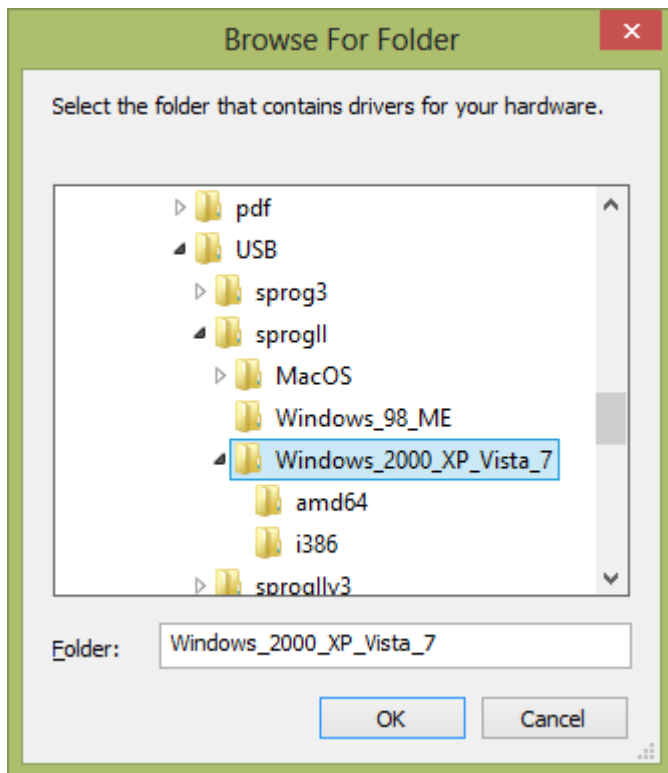 Browse For Folder
Select the folder that contains drivers for your hardware.
pdf
USB
sprog3
sprogII
MacOS
Windows_98_ME
Windows_2000_XP_Vista_7
amd64
i386
sprogIIv3
Folder: Windows_2000_XP_Vista_7
OK Cancel